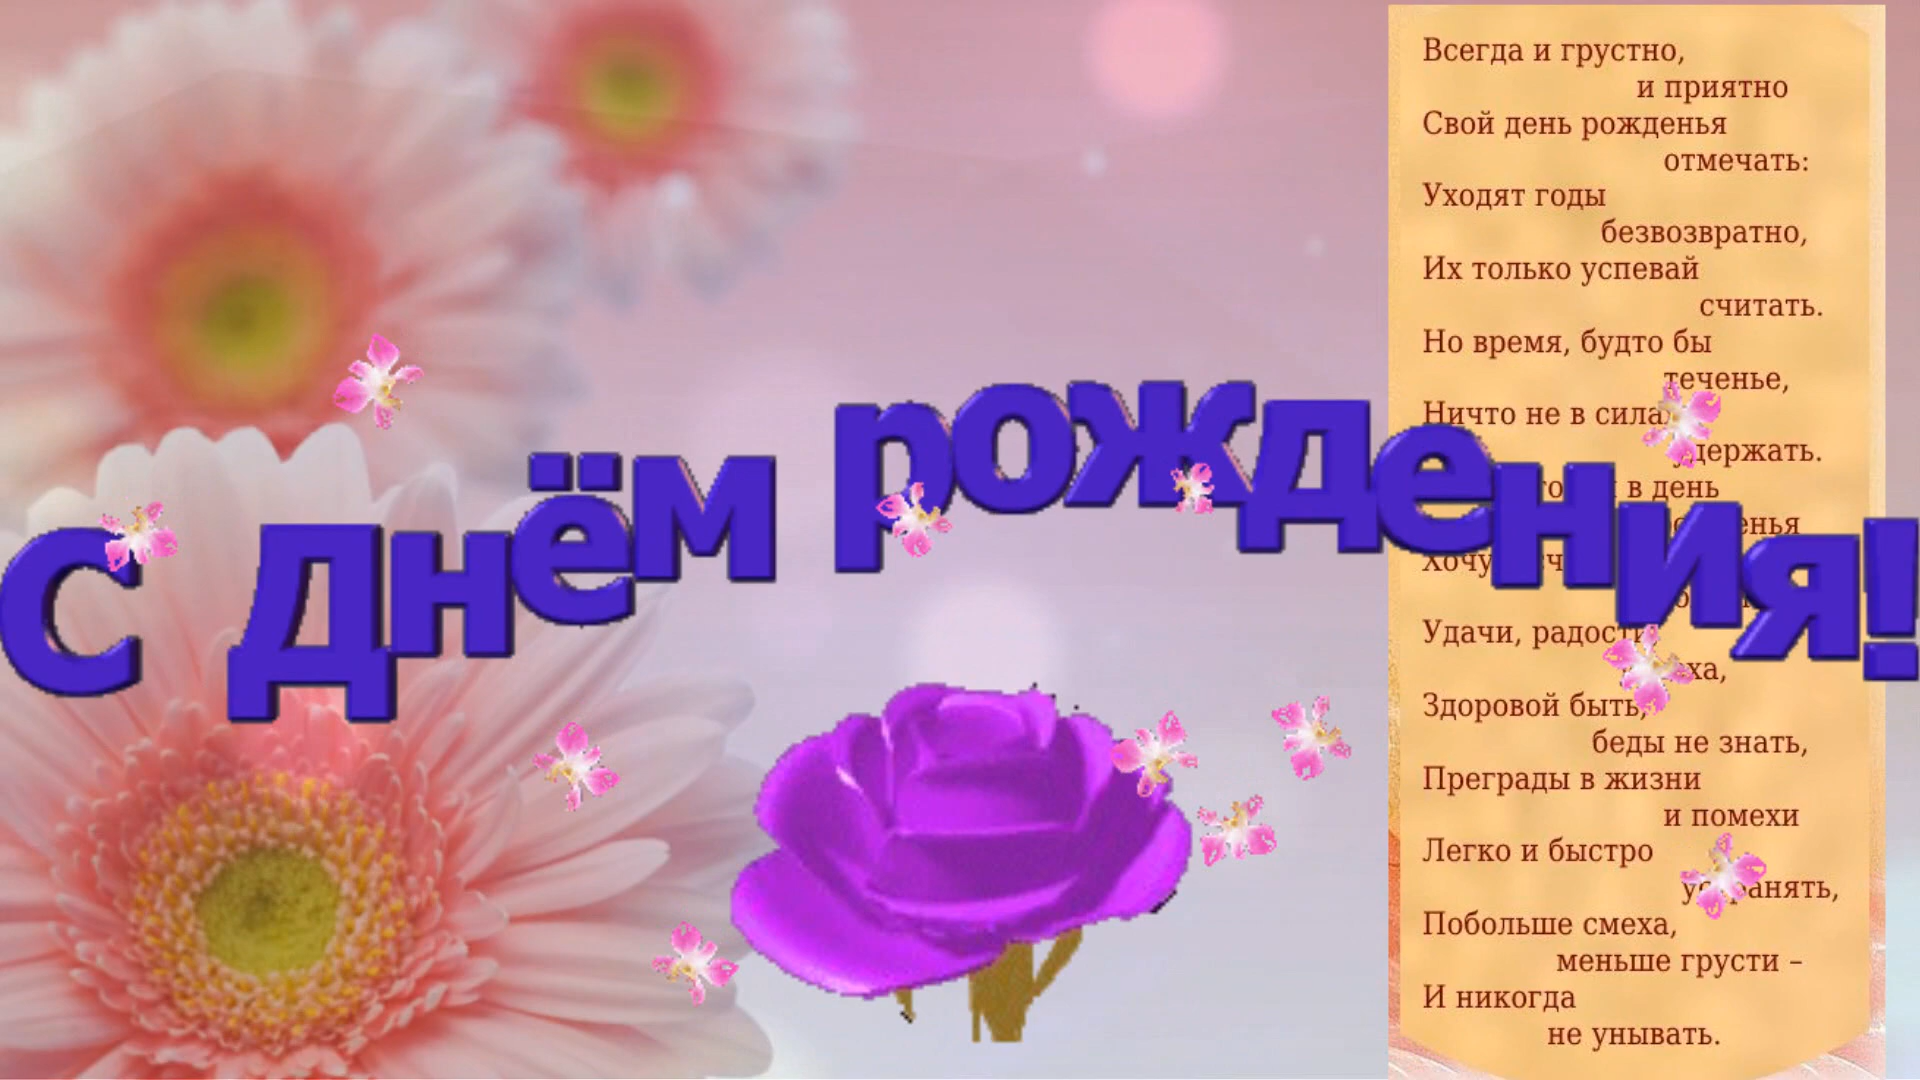 С днём рождения!
Всегда и грустно,
и приятно
Свой день рожденья
отмечать:
Уходят годы
безвозвратно,
Их только успевай
считать.
Но время, будто бы
теченье,
Ничто не в силах
удержать.
в день
Хочу
Удачи, радости,
Здоровой быть,
беды не знать,
Преграды в жизни
и помехи
Легко и быстро
устранять,
Побольше смеха,
меньше грусти –
И никогда
не унывать.